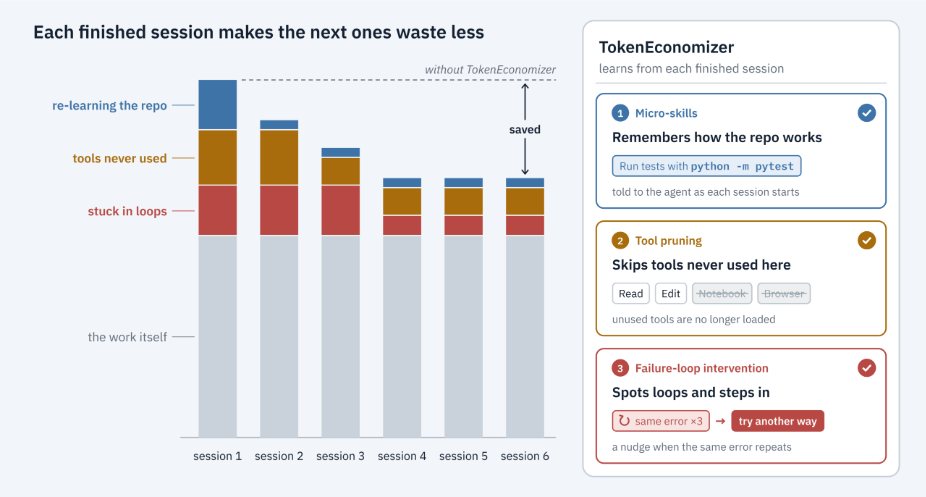 Each finished session makes the next ones waste less
without TokenEconomizer
re-learning the repo
saved
tools never used
stuck in loops
the work itself
session 1
session 2
session 3
session 4
session 5
session 6
TokenEconomizer
learns from each finished session
1 Micro-skills
Remembers how the repo works
Run tests with python -m pytest
told to the agent as each session starts
2 Tool pruning
Skips tools never used here
Read Edit Notebook Browser
unused tools are no longer loaded
3 Failure-loop intervention
Spots loops and steps in
↻ same error ×3 → try another way
a nudge when the same error repeats